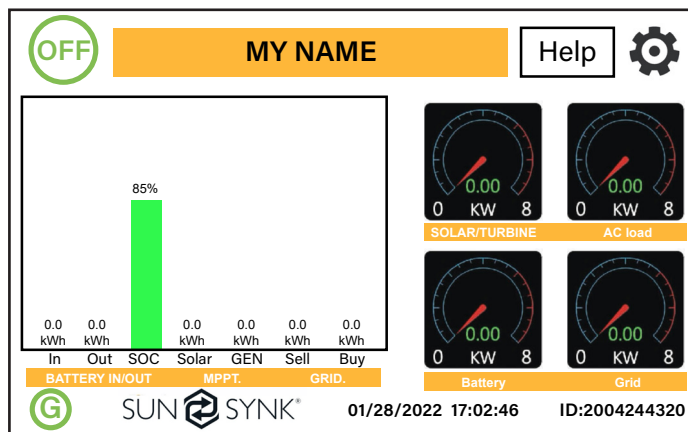 OFF
MY NAME
Help
85%
0.0 0.0 0.0 0.0 0.0 0.0
kWh kWh kWh kWh kWh kWh
In Out SOC Solar GEN Sell Buy
BATTERY IN/OUT MPPT. GRID.
0.00 0.00
0 KW 8 0 KW 8
SOLAR/TURBINE AC load
0.00 0.00
0 KW 8 0 KW 8
Battery Grid
G
SUN SYNK®
01/28/2022 17:02:46 ID:2004244320